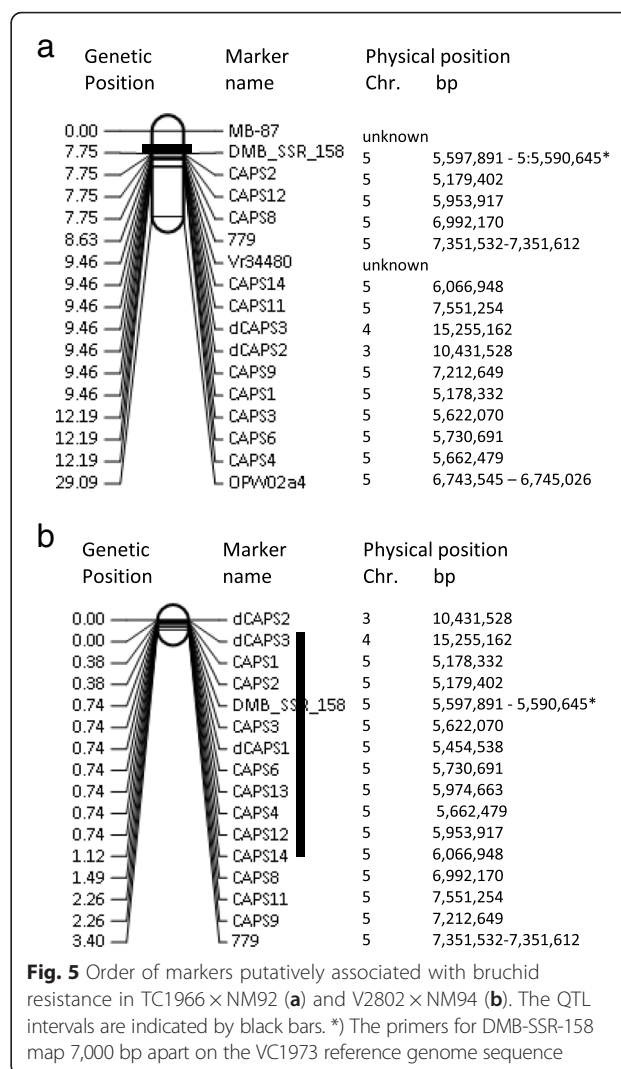 a
Genetic Marker Physical position
Position name Chr. bp
0.00 MB-87 unknown
7.75 DMB_SSR_158 5 5,597,891 - 5:5,590,645*
7.75 CAPS2 5 5,179,402
7.75 CAPS12 5 5,953,917
7.75 CAPS8 5 6,992,170
8.63 779 5 7,351,532-7,351,612
9.46 Vr34480 unknown
9.46 CAPS14 5 6,066,948
9.46 CAPS11 5 7,551,254
9.46 dCAPS3 4 15,255,162
9.46 dCAPS2 3 10,431,528
9.46 CAPS9 5 7,212,649
9.46 CAPS1 5 5,178,332
12.19 CAPS3 5 5,622,070
12.19 CAPS6 5 5,730,691
12.19 CAPS4 5 5,662,479
29.09 OPW02a4 5 6,743,545 – 6,745,026
b
Genetic Marker Physical position
Position name Chr. bp
0.00 dCAPS2 3 10,431,528
0.00 dCAPS3 4 15,255,162
0.38 CAPS1 5 5,178,332
0.38 CAPS2 5 5,179,402
0.74 DMB_SSR_158 5 5,597,891 - 5,590,645*
0.74 CAPS3 5 5,622,070
0.74 dCAPS1 5 5,454,538
0.74 CAPS6 5 5,730,691
0.74 CAPS13 5 5,974,663
0.74 CAPS4 5 5,662,479
0.74 CAPS12 5 5,953,917
1.12 CAPS14 5 6,066,948
1.49 CAPS8 5 6,992,170
2.26 CAPS11 5 7,551,254
2.26 CAPS9 5 7,212,649
3.40 779 5 7,351,532-7,351,612
Fig. 5 Order of markers putatively associated with bruchid
resistance in TC1966 × NM92 (a) and V2802 × NM94 (b). The QTL
intervals are indicated by black bars. *) The primers for DMB-SSR-158
map 7,000 bp apart on the VC1973 reference genome sequence